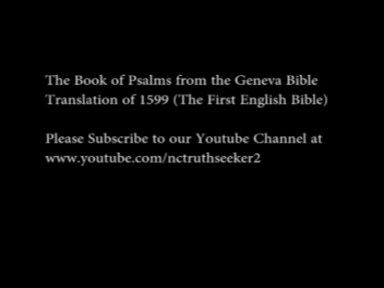 The Book of Psalms from the Geneva Bible
Translation of 1599 (The First English Bible)
Please Subscribe to our Youtube Channel at
www.youtube.com/nctruthseeker2